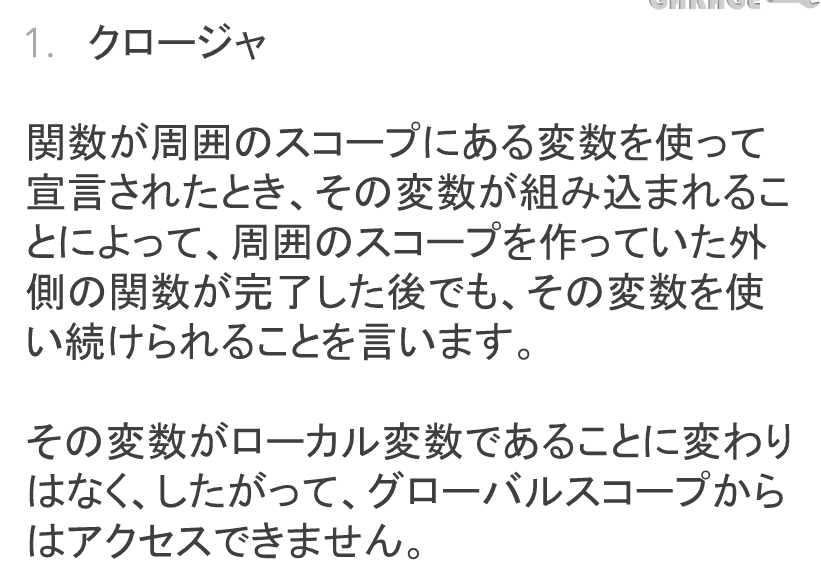 1. クロージャ
関数が周囲のスコープにある変数を使って
宣言されたとき、その変数が組み込まれるこ
とによって、周囲のスコープを作っていた外
側の関数が完了した後でも、その変数を使
い続けられることを言います。
その変数がローカル変数であることに変わり
はなく、したがって、グローバルスコープから
はアクセスできません。